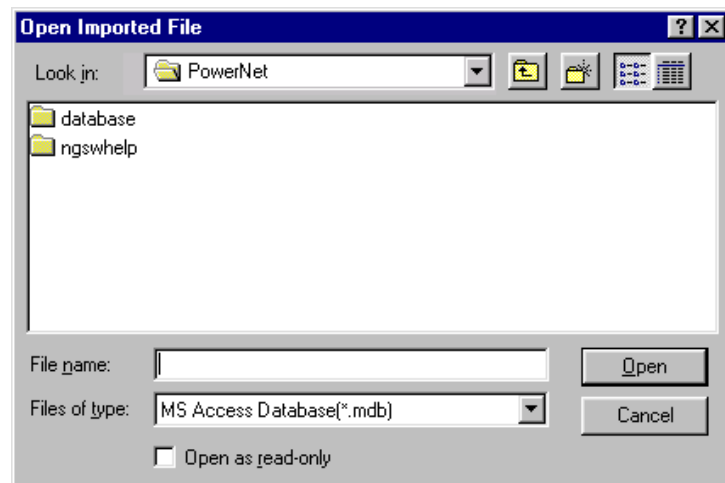 Open Imported File
Look in: PowerNet
database
ngswhelp
File name: Open
Files of type: MS Access Database(*.mdb) Cancel
Open as read-only